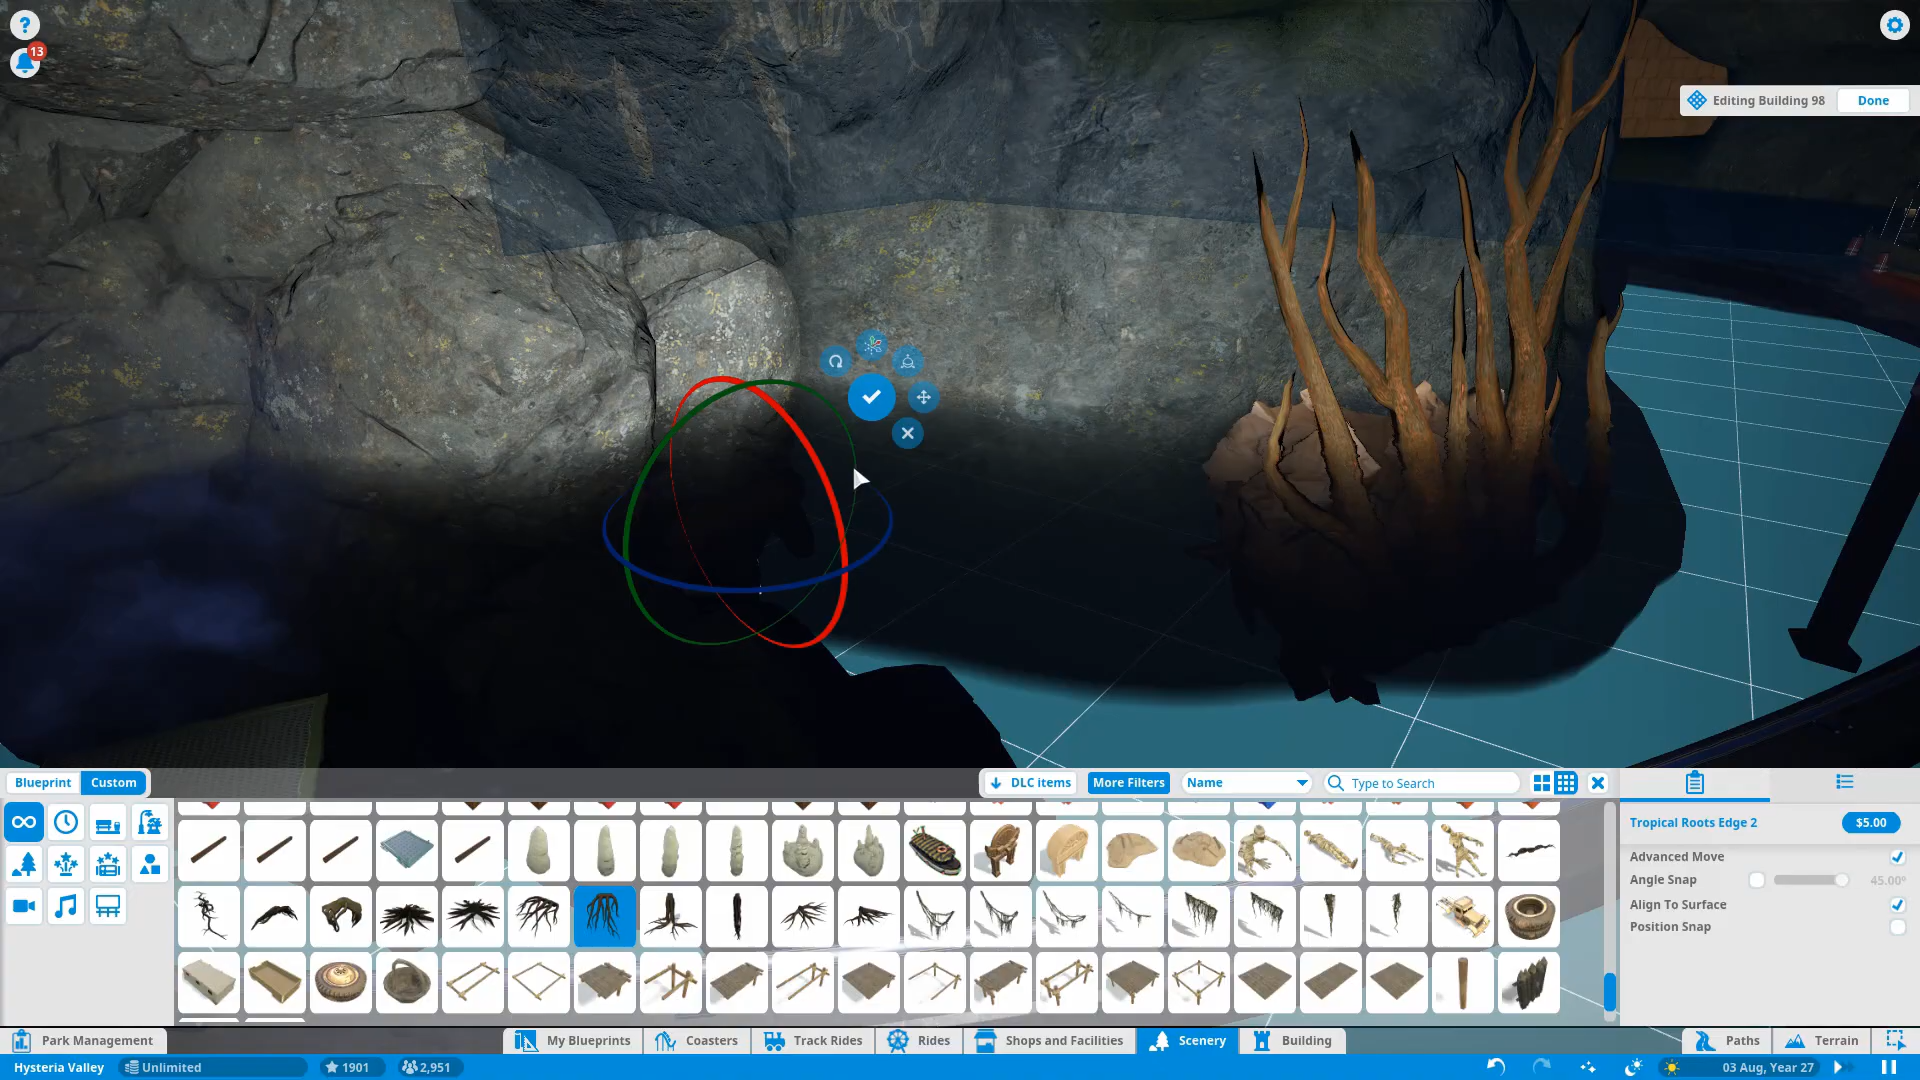 ?
13
Editing Building 98
Done
Blueprint
Custom
DLC items
More Filters
Name
Type to Search
Tropical Roots Edge 2
$5.00
Advanced Move
Angle Snap
45.00°
Align To Surface
Position Snap
Park Management
My Blueprints
Coasters
Track Rides
Rides
Shops and Facilities
Scenery
Building
Paths
Terrain
Hysteria Valley
Unlimited
1901
2,951
03 Aug, Year 27